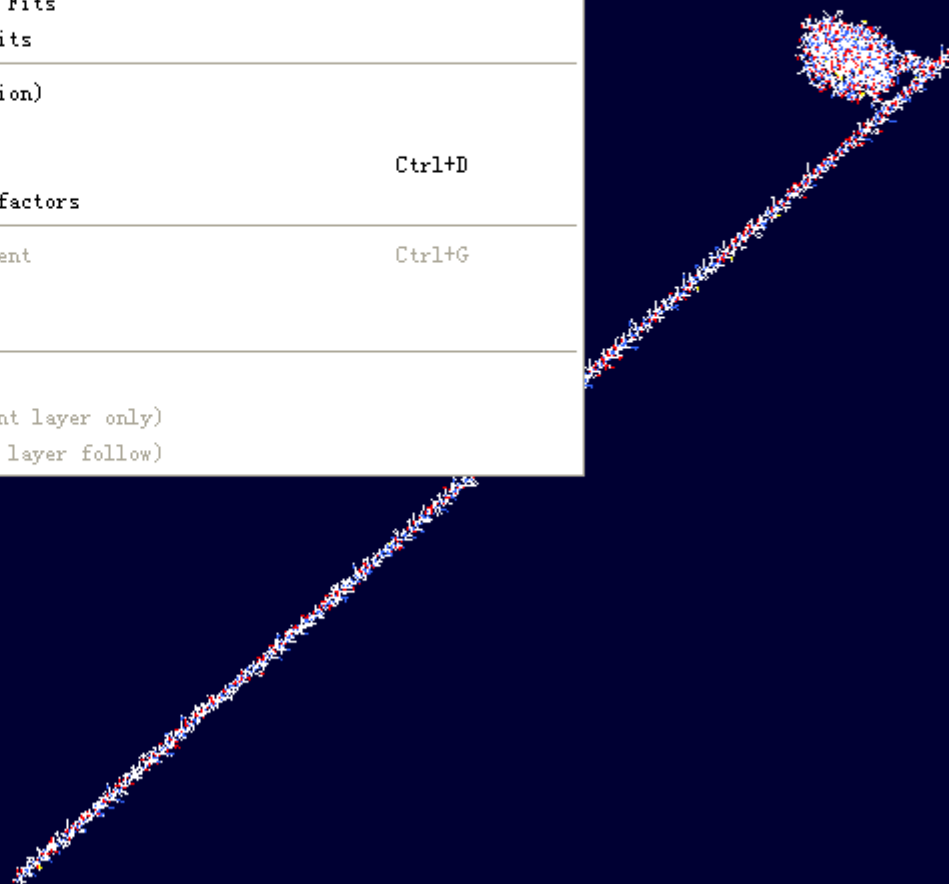 Fits
its
ion)
Ctrl+D
factors
ent Ctrl+G
nt layer only)
layer follow)